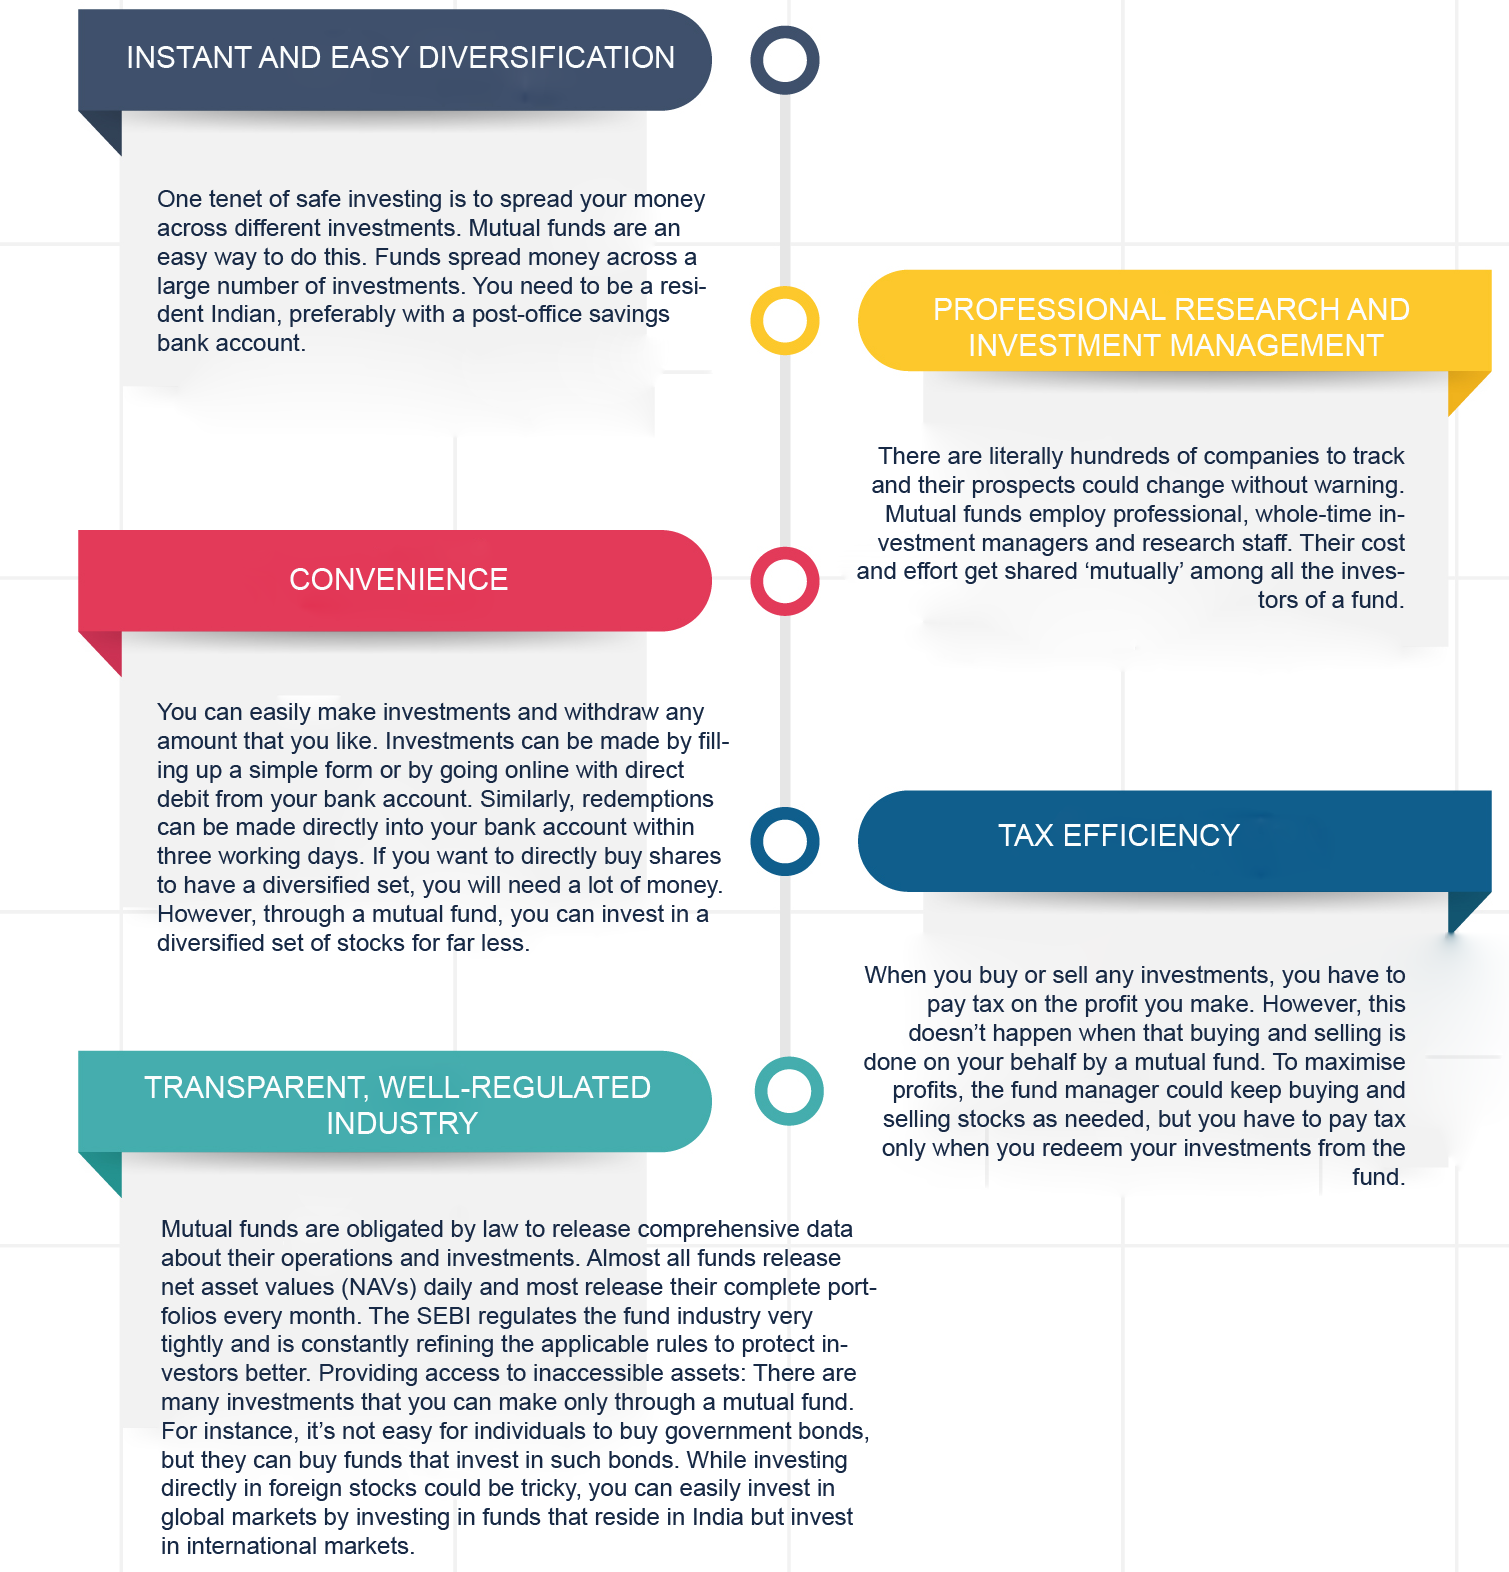 INSTANT AND EASY DIVERSIFICATION
One tenet of safe investing is to spread your money
across different investments. Mutual funds are an
easy way to do this. Funds spread money across a
large number of investments. You need to be a resi-
dent Indian, preferably with a post-office savings
bank account.
PROFESSIONAL RESEARCH AND
INVESTMENT MANAGEMENT
There are literally hundreds of companies to track
and their prospects could change without warning.
Mutual funds employ professional, whole-time in-
vestment managers and research staff. Their cost
and effort get shared ‘mutually’ among all the inves-
tors of a fund.
CONVENIENCE
You can easily make investments and withdraw any
amount that you like. Investments can be made by fill-
ing up a simple form or by going online with direct
debit from your bank account. Similarly, redemptions
can be made directly into your bank account within
three working days. If you want to directly buy shares
to have a diversified set, you will need a lot of money.
However, through a mutual fund, you can invest in a
diversified set of stocks for far less.
TAX EFFICIENCY
When you buy or sell any investments, you have to
pay tax on the profit you make. However, this
doesn’t happen when that buying and selling is
done on your behalf by a mutual fund. To maximise
profits, the fund manager could keep buying and
selling stocks as needed, but you have to pay tax
only when you redeem your investments from the
fund.
TRANSPARENT, WELL-REGULATED
INDUSTRY
Mutual funds are obligated by law to release comprehensive data
about their operations and investments. Almost all funds release
net asset values (NAVs) daily and most release their complete port-
folios every month. The SEBI regulates the fund industry very
tightly and is constantly refining the applicable rules to protect in-
vestors better. Providing access to inaccessible assets: There are
many investments that you can make only through a mutual fund.
For instance, it’s not easy for individuals to buy government bonds,
but they can buy funds that invest in such bonds. While investing
directly in foreign stocks could be tricky, you can easily invest in
global markets by investing in funds that reside in India but invest
in international markets.